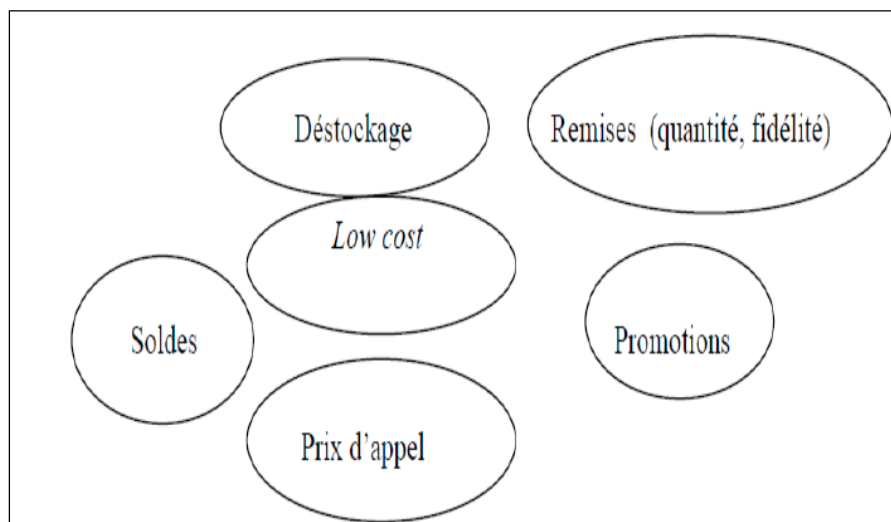 Déstockage
Remises (quantité, fidélité)
Low cost
Soldes
Promotions
Prix d'appel